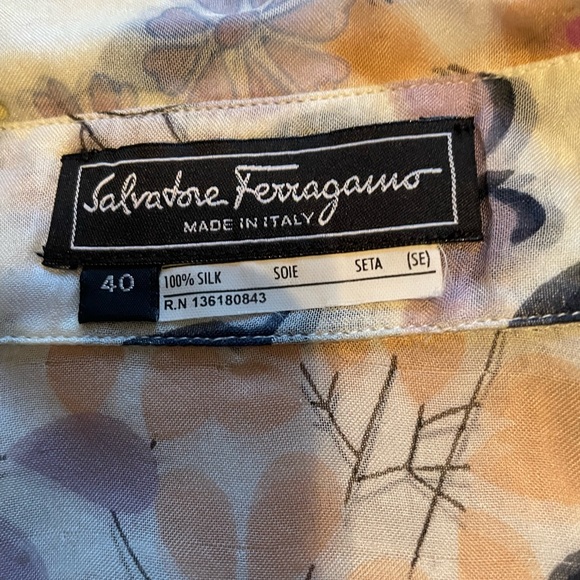 Salvatore Ferragamo
MADE IN ITALY
40
100% SILK SOIE SETA (SE)
R.N 136180843